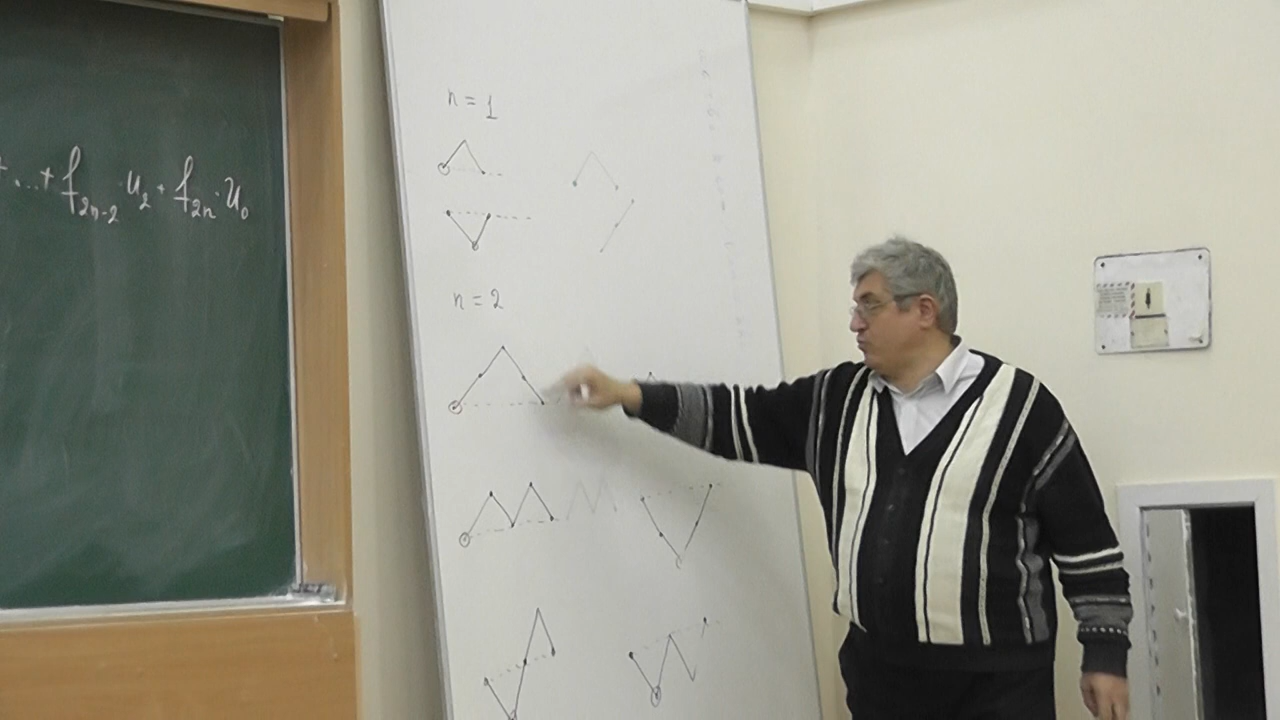 +...+ f_{2n-2} · u_2 + f_{2n} · u_0
n = 1
n = 2